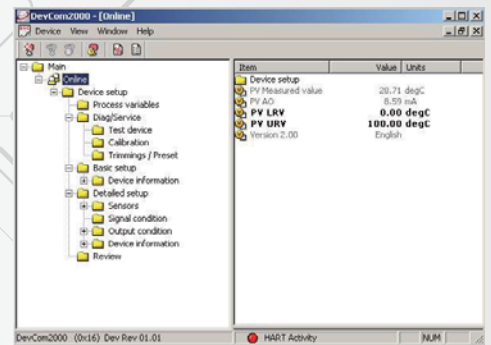 DevCom2000 - [Online]
Device View Window Help
Main
Online
Device setup
Process variables
Diag/Service
Test device
Calibration
Trimmings / Preset
Basic setup
Device information
Detailed setup
Sensors
Signal condition
Output condition
Device information
Review
Item Value Units
Device setup
PV Measured value 20.71 degC
PV AO 8.59 mA
PV LRV 0.00 degC
PV URV 100.00 degC
Version 2.00 English
DevCom2000 (0x16) Dev Rev 01.01 HART Activity NUM